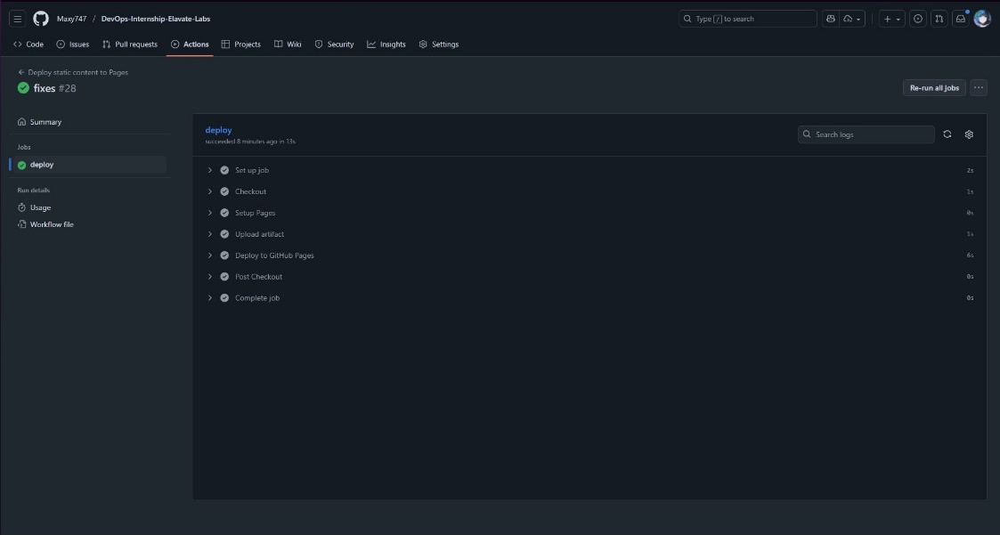 Maxy747 / DevOps-Internship-Elavate-Labs
Type / to search
Code Issues Pull requests Actions Projects Wiki Security Insights Settings
Deploy static content to Pages
fixes #28
Re-run all jobs
Summary
Jobs
deploy
Run details
Usage
Workflow file
deploy
succeeded 8 minutes ago in 13s
Search logs
Set up job 2s
Checkout 1s
Setup Pages 0s
Upload artifact 1s
Deploy to GitHub Pages 6s
Post Checkout 0s
Complete job 0s